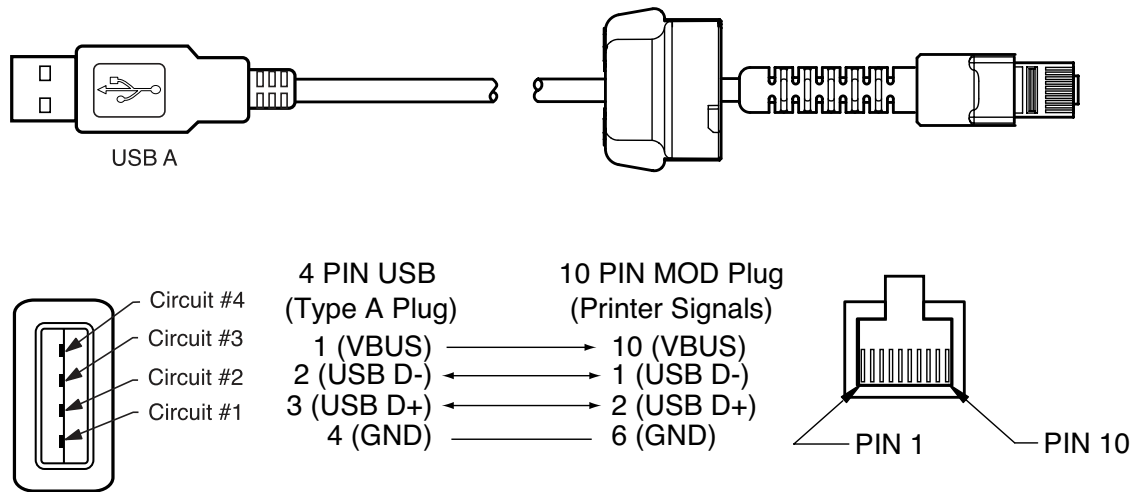 USB A
4 PIN USB
(Type A Plug)
10 PIN MOD Plug
(Printer Signals)
Circuit #4
Circuit #3
Circuit #2
Circuit #1
1 (VBUS) 10 (VBUS)
2 (USB D-) 1 (USB D-)
3 (USB D+) 2 (USB D+)
4 (GND) 6 (GND)
PIN 1
PIN 10